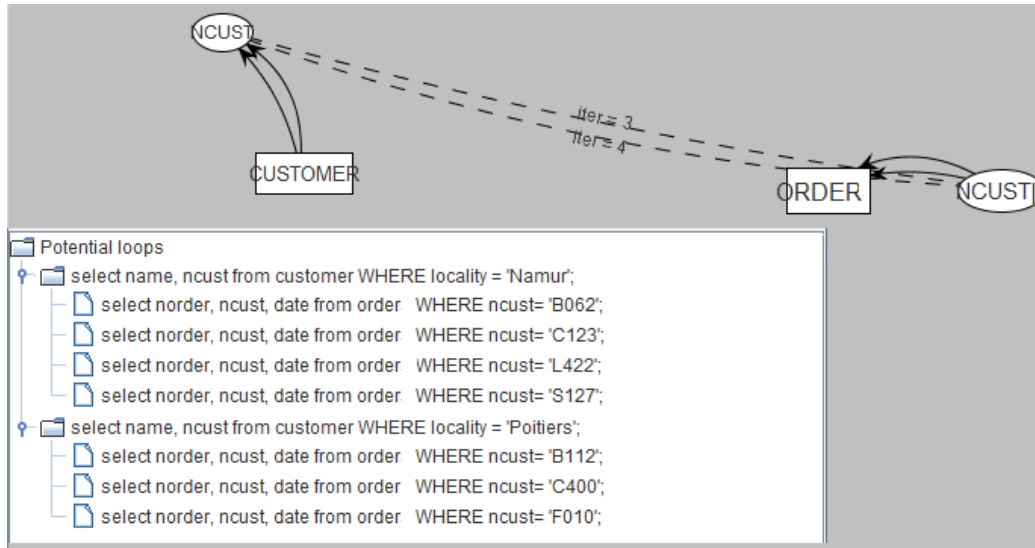 NCUST
iter = 3
iter = 4
CUSTOMER
ORDER
NCUST
Potential loops
select name, ncust from customer WHERE locality = 'Namur';
select norder, ncust, date from order WHERE ncust= 'B062';
select norder, ncust, date from order WHERE ncust= 'C123';
select norder, ncust, date from order WHERE ncust= 'L422';
select norder, ncust, date from order WHERE ncust= 'S127';
select name, ncust from customer WHERE locality = 'Poitiers';
select norder, ncust, date from order WHERE ncust= 'B112';
select norder, ncust, date from order WHERE ncust= 'C400';
select norder, ncust, date from order WHERE ncust= 'F010';